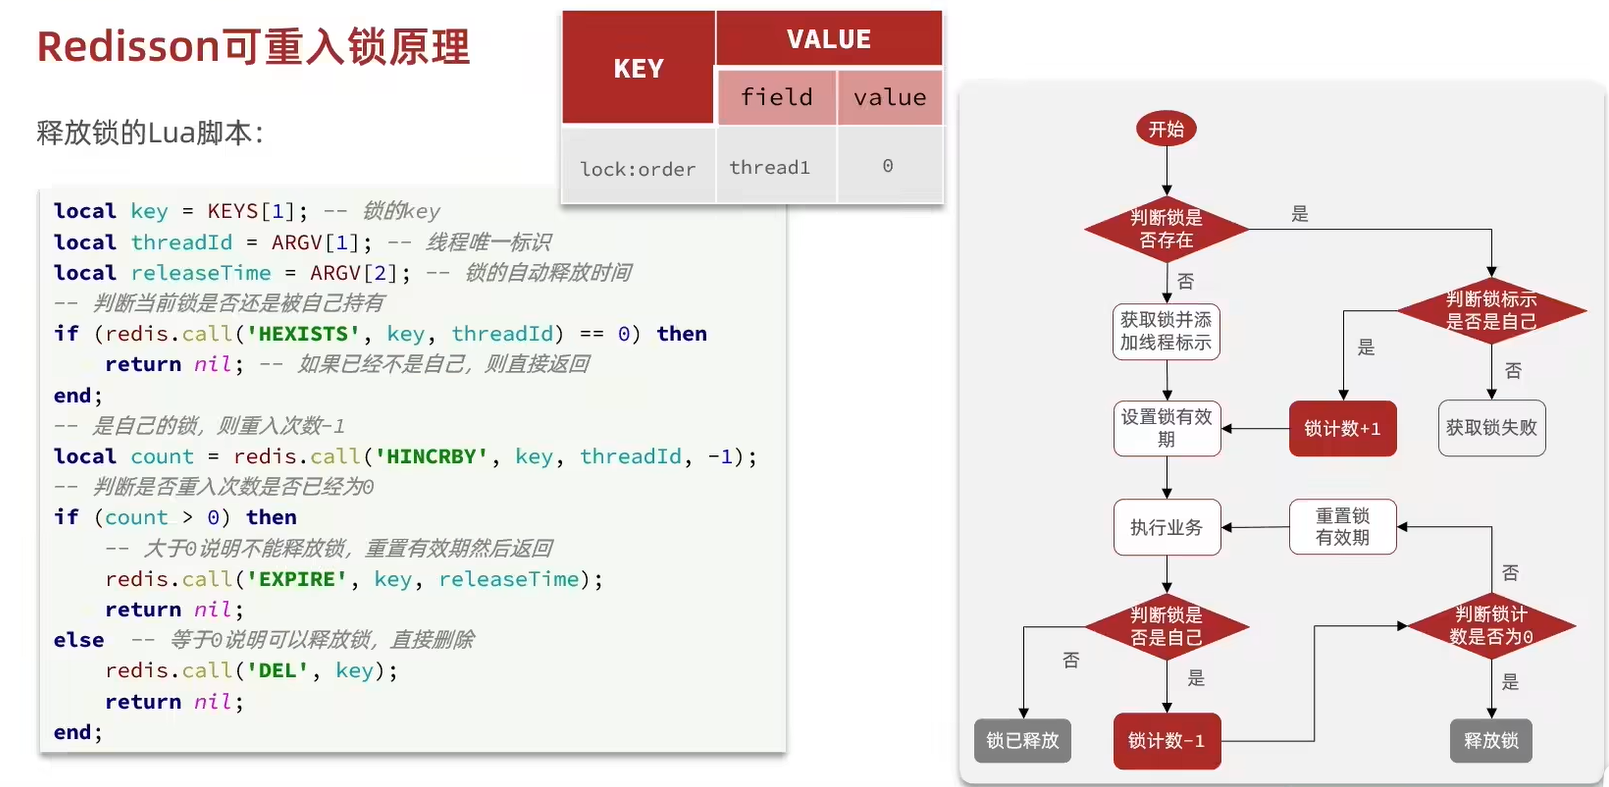 Redisson可重入锁原理
释放锁的Lua脚本：
KEY
VALUE
field
value
lock:order
thread1
0
local key = KEYS[1]; -- 锁的key
local threadId = ARGV[1]; -- 线程唯一标识
local releaseTime = ARGV[2]; -- 锁的自动释放时间
-- 判断当前锁是否还是被自己持有
if (redis.call('HEXISTS', key, threadId) == 0) then
    return nil; -- 如果已经不是自己，则直接返回
end;
-- 是自己的锁，则重入次数-1
local count = redis.call('HINCRBY', key, threadId, -1);
-- 判断是否重入次数是否已经为0
if (count > 0) then
    -- 大于0说明不能释放锁，重置有效期然后返回
    redis.call('EXPIRE', key, releaseTime);
    return nil;
else  -- 等于0说明可以释放锁，直接删除
    redis.call('DEL', key);
    return nil;
end;
开始
判断锁是
否存在
是
否
获取锁并添
加线程标示
判断锁标示
是否是自己
是
否
设置锁有效
期
锁计数+1
获取锁失败
执行业务
重置锁
有效期
否
判断锁是
否是自己
判断锁计
数是否为0
否
是
是
锁已释放
锁计数-1
释放锁